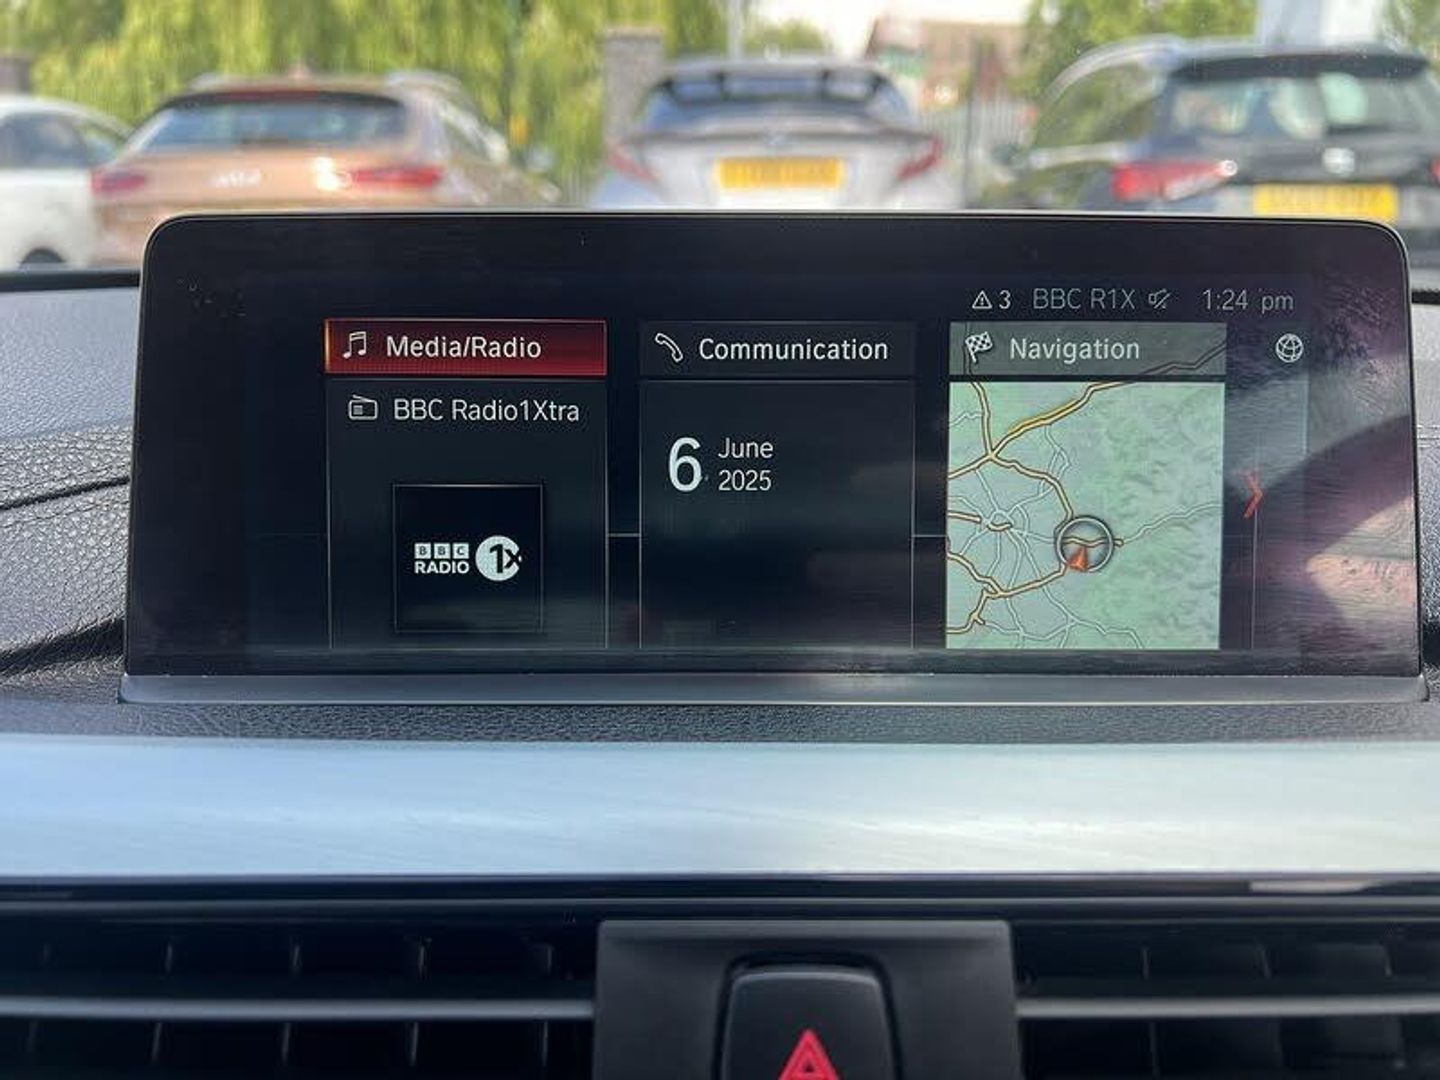 3 BBC R1X 1:24 pm
Media/Radio
Communication
Navigation
BBC Radio1Xtra
6 June
2025
BBC
RADIO 1X